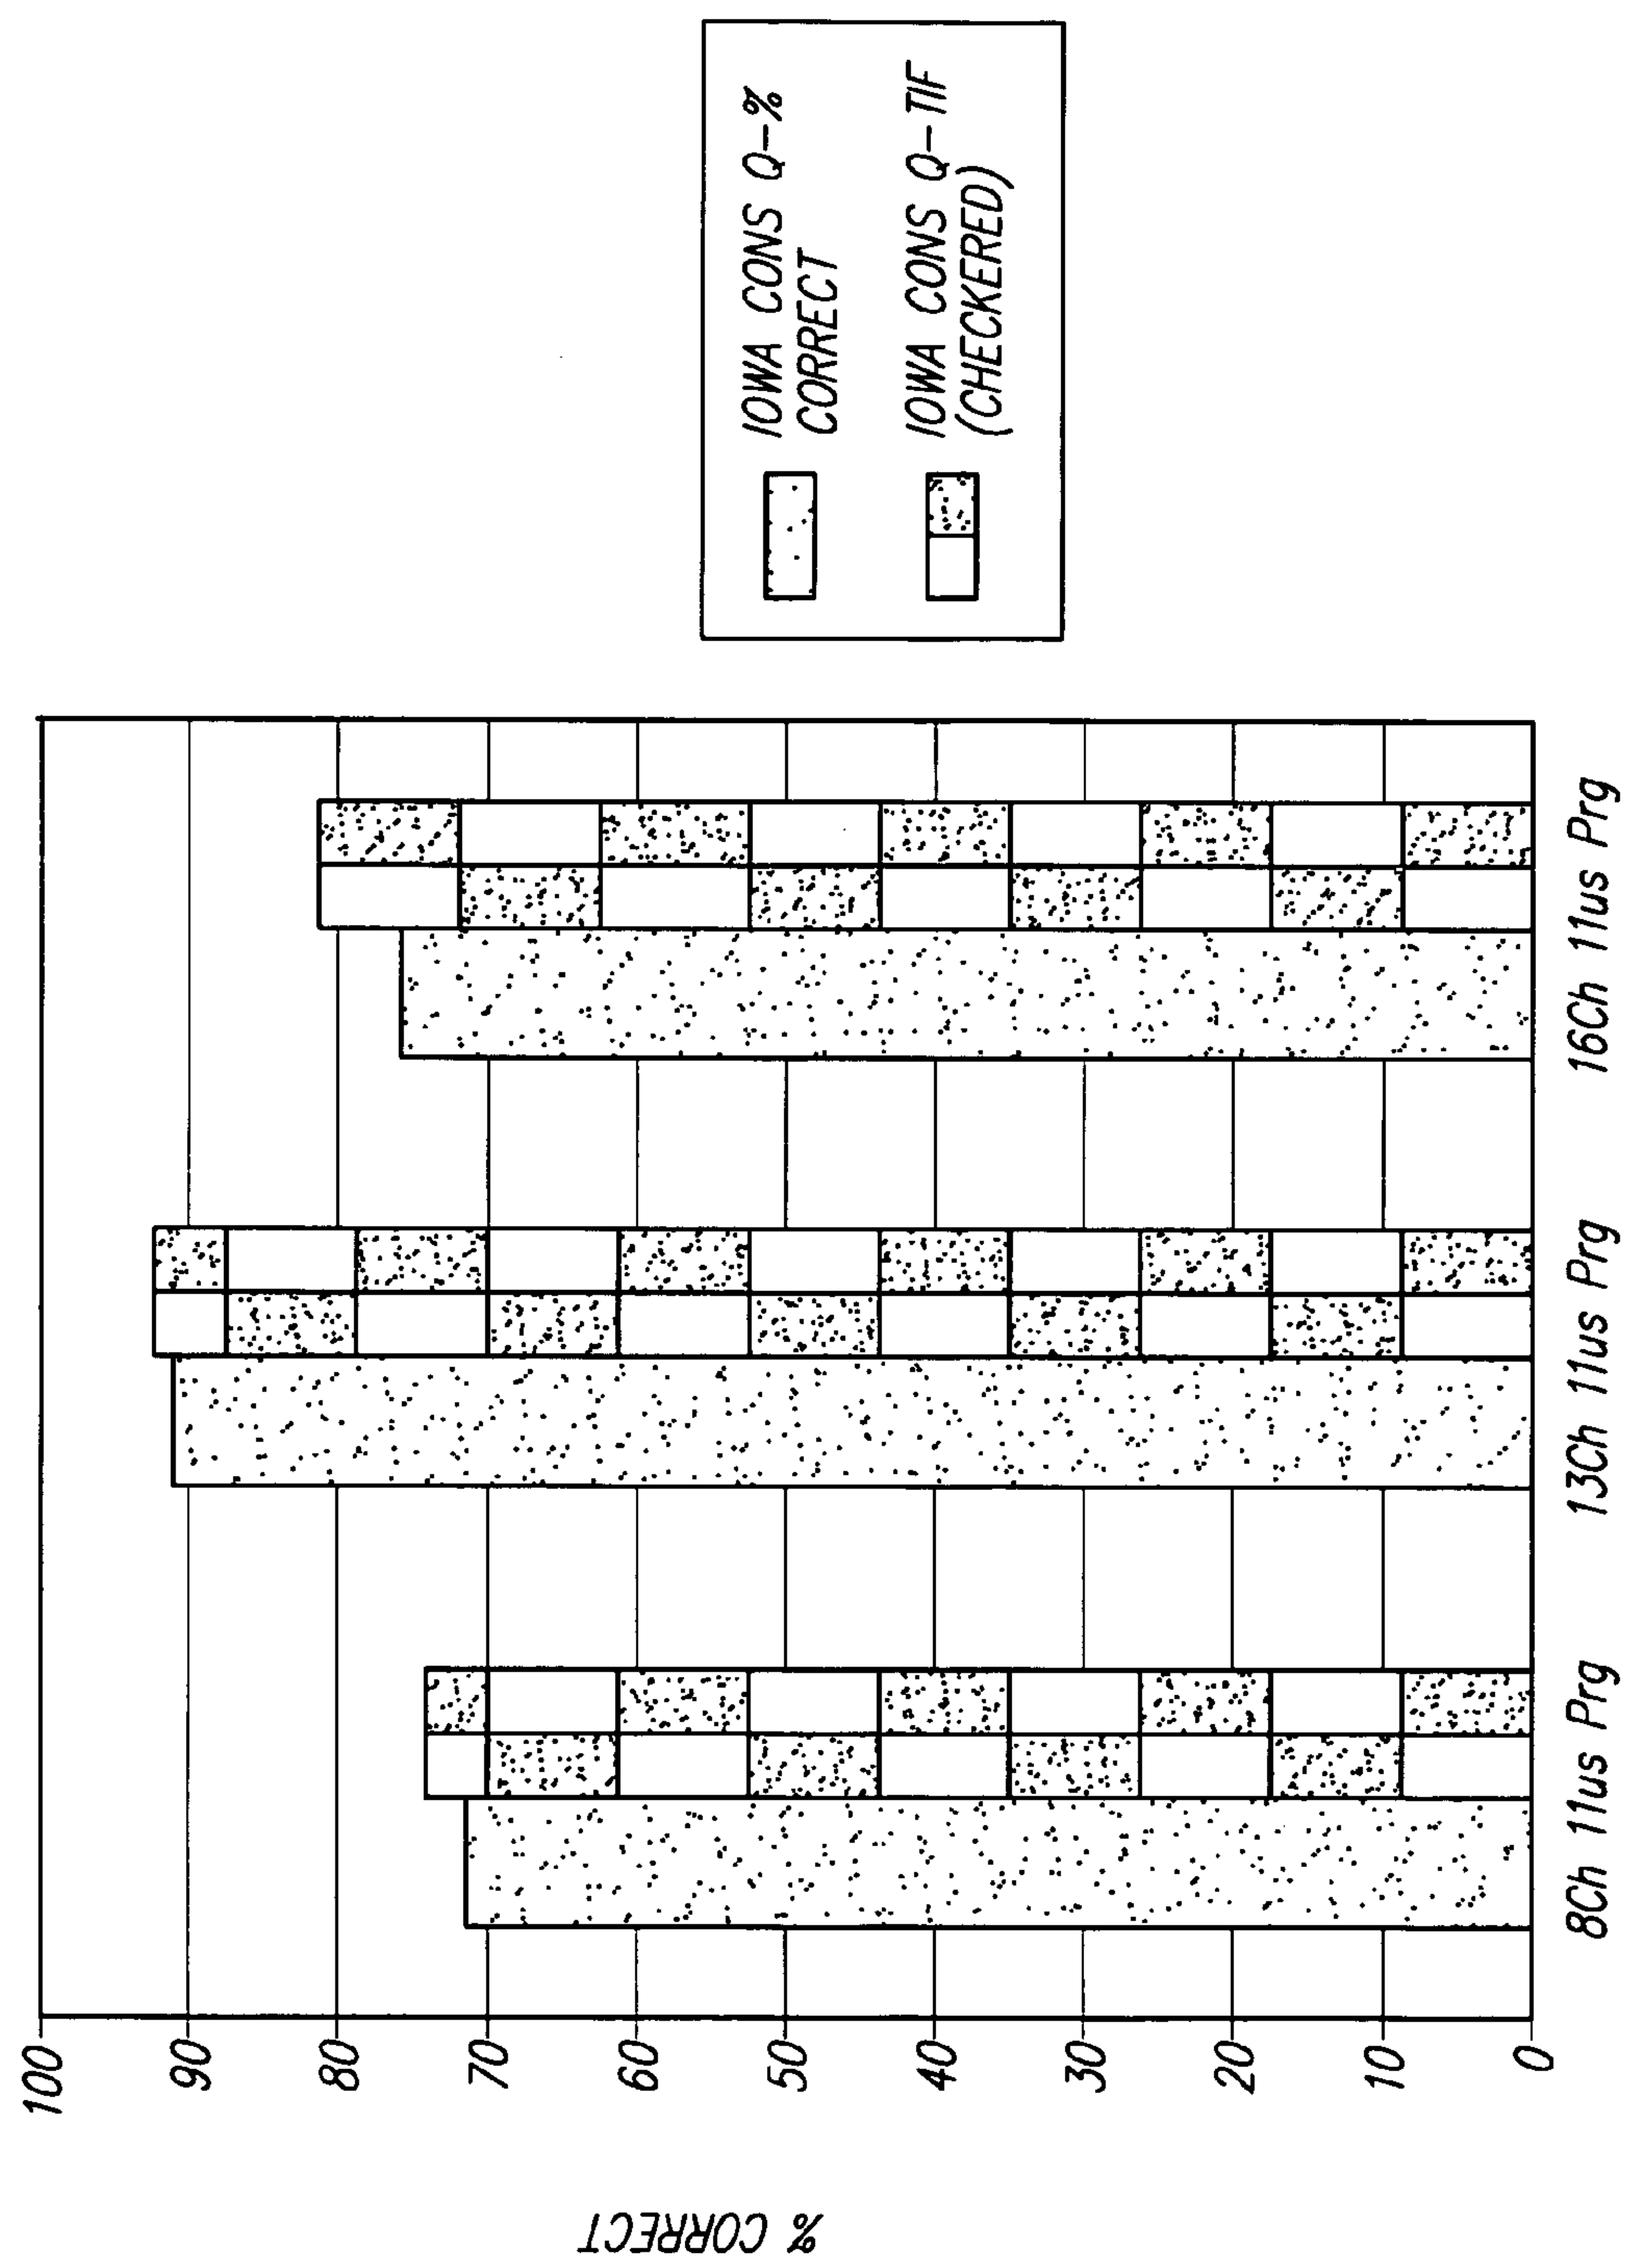 % CORRECT
100
90
80
70
60
50
40
30
20
10
0
8Ch 11us Prg
13Ch 11us Prg
16Ch 11us Prg
IOWA CONS Q-%
CORRECT
IOWA CONS Q-TIF
(CHECKERED)